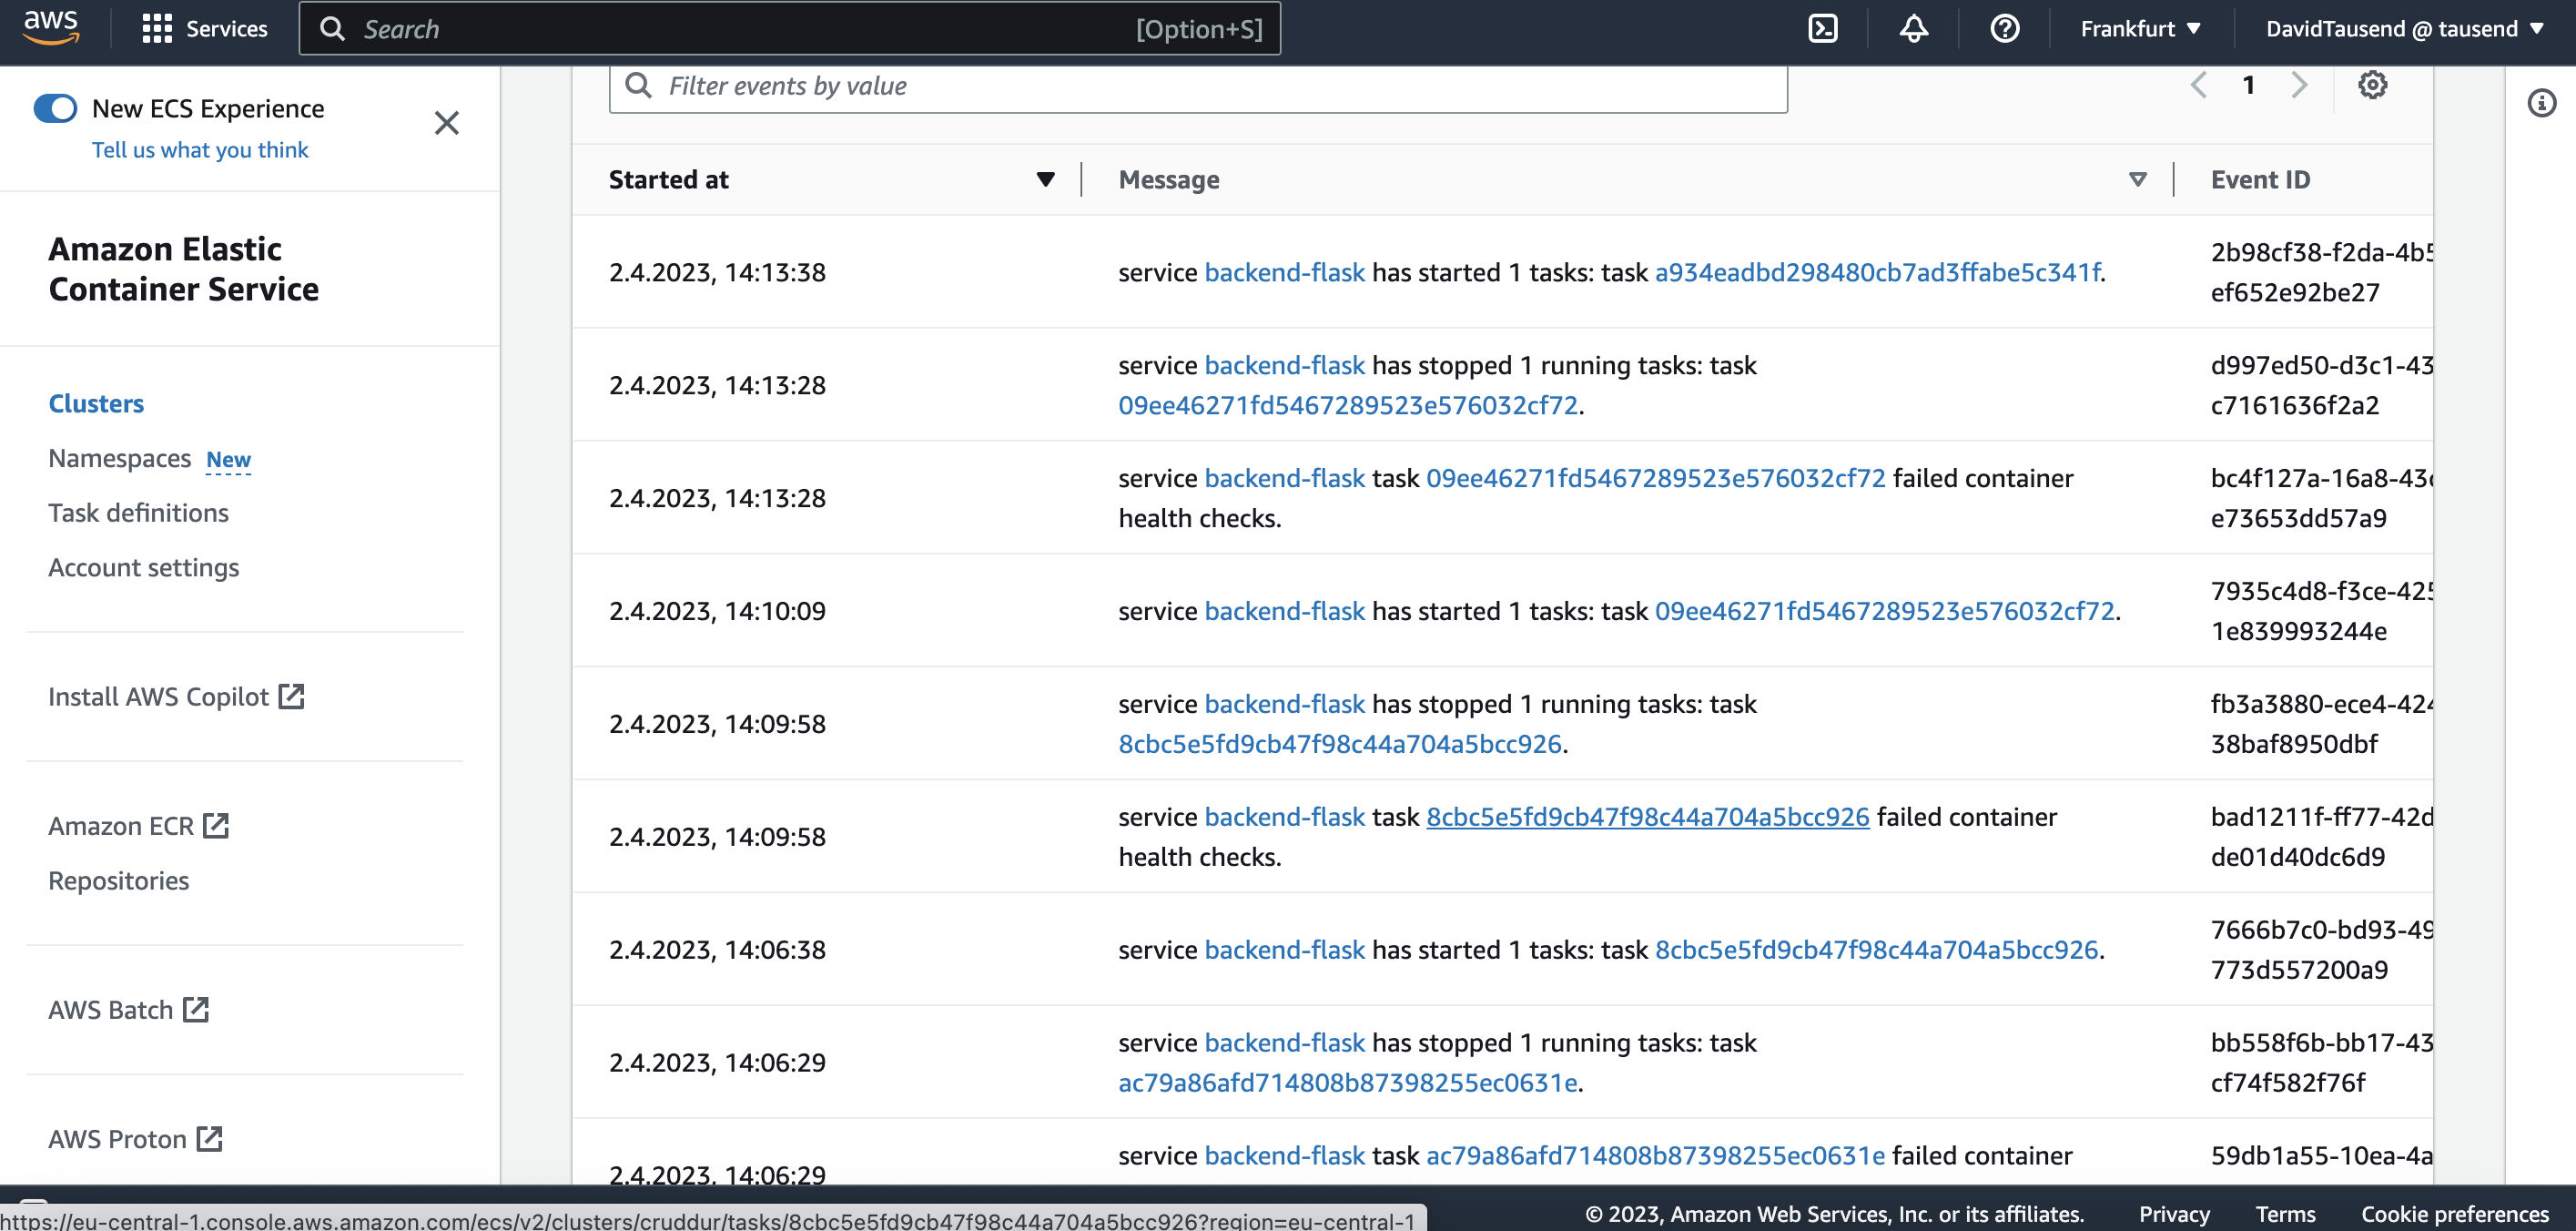 aws
Services
Search
[Option+S]
Frankfurt
DavidTausend @ tausend
New ECS Experience
Tell us what you think
Amazon Elastic
Container Service
Clusters
Namespaces New
Task definitions
Account settings
Install AWS Copilot
Amazon ECR
Repositories
AWS Batch
AWS Proton
Filter events by value
1
Started at
Message
Event ID
2.4.2023, 14:13:38
service backend-flask has started 1 tasks: task a934eadbd298480cb7ad3ffabe5c341f.
2b98cf38-f2da-4b5
ef652e92be27
2.4.2023, 14:13:28
service backend-flask has stopped 1 running tasks: task
09ee46271fd5467289523e576032cf72.
d997ed50-d3c1-43
c7161636f2a2
2.4.2023, 14:13:28
service backend-flask task 09ee46271fd5467289523e576032cf72 failed container
health checks.
bc4f127a-16a8-43
e73653dd57a9
2.4.2023, 14:10:09
service backend-flask has started 1 tasks: task 09ee46271fd5467289523e576032cf72.
7935c4d8-f3ce-425
1e839993244e
2.4.2023, 14:09:58
service backend-flask has stopped 1 running tasks: task
8cbc5e5fd9cb47f98c44a704a5bcc926.
fb3a3880-ece4-424
38baf8950dbf
2.4.2023, 14:09:58
service backend-flask task 8cbc5e5fd9cb47f98c44a704a5bcc926 failed container
health checks.
bad1211f-ff77-42d
de01d40dc6d9
2.4.2023, 14:06:38
service backend-flask has started 1 tasks: task 8cbc5e5fd9cb47f98c44a704a5bcc926.
7666b7c0-bd93-49
773d557200a9
2.4.2023, 14:06:29
service backend-flask has stopped 1 running tasks: task
ac79a86afd714808b87398255ec0631e.
bb558f6b-bb17-43
cf74f582f76f
2.4.2023, 14:06:29
service backend-flask task ac79a86afd714808b87398255ec0631e failed container
59db1a55-10ea-4a
https://eu-central-1.console.aws.amazon.com/ecs/v2/clusters/cruddur/tasks/8cbc5e5fd9cb47f98c44a704a5bcc926?region=eu-central-1
© 2023, Amazon Web Services, Inc. or its affiliates.
Privacy
Terms
Cookie preferences